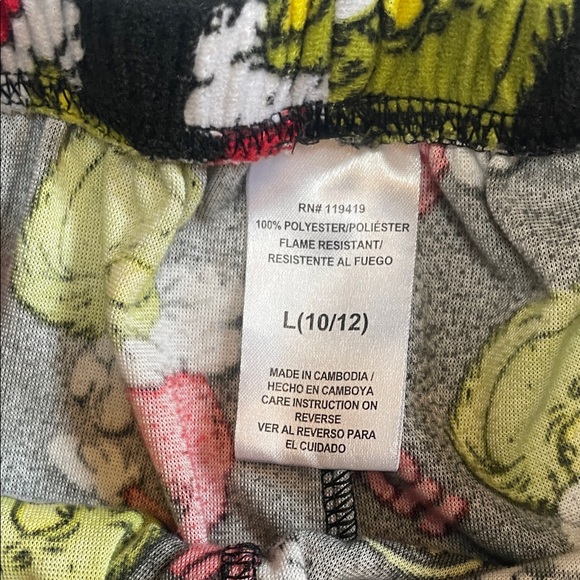 RN# 119419
100% POLYESTER/POLIÉSTER
FLAME RESISTANT/
RESISTENTE AL FUEGO
L(10/12)
MADE IN CAMBODIA /
HECHO EN CAMBOYA
CARE INSTRUCTION ON
REVERSE
VER AL REVERSO PARA
EL CUIDADO